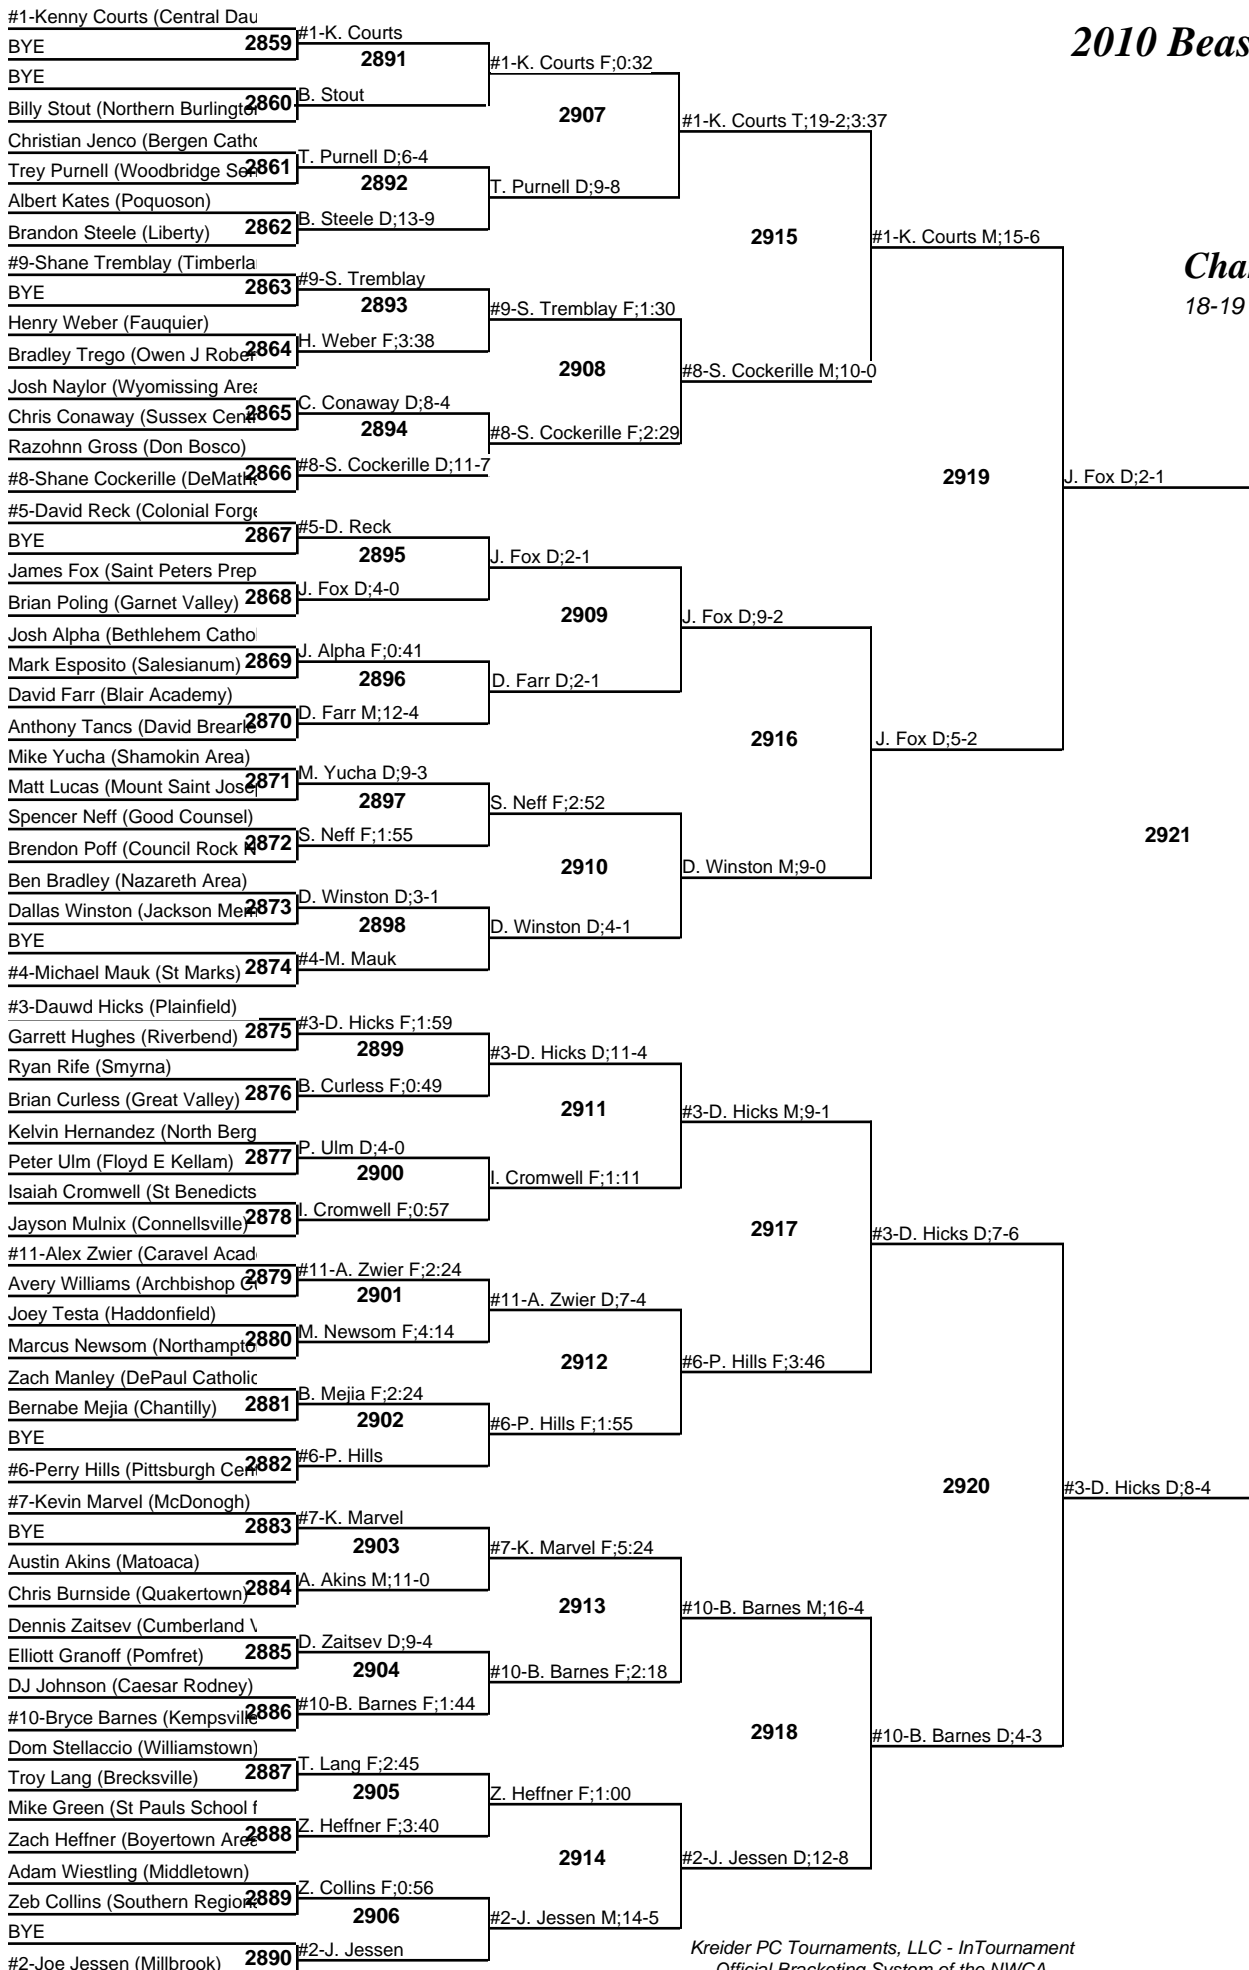 #1-Kenny Courts (Central Dau
BYE
2859
BYE
Billy Stout (Northern Burlington
2860
Christian Jenco (Bergen Catho
Trey Purnell (Woodbridge Sen
2861
Albert Kates (Poquoson)
Brandon Steele (Liberty)
2862
#9-Shane Tremblay (Timberla
BYE
2863
Henry Weber (Fauquier)
Bradley Trego (Owen J Rober
2864
Josh Naylor (Wyomissing Area
Chris Conaway (Sussex Centr
2865
Razohnn Gross (Don Bosco)
#8-Shane Cockerille (DeMatha
2866
#5-David Reck (Colonial Forge
BYE
2867
James Fox (Saint Peters Prep
Brian Poling (Garnet Valley)
2868
Josh Alpha (Bethlehem Cathol
Mark Esposito (Salesianum)
2869
David Farr (Blair Academy)
Anthony Tancs (David Brearle
2870
Mike Yucha (Shamokin Area)
Matt Lucas (Mount Saint Josep
2871
Spencer Neff (Good Counsel)
Brendon Poff (Council Rock N
2872
Ben Bradley (Nazareth Area)
Dallas Winston (Jackson Mem
2873
BYE
#4-Michael Mauk (St Marks)
2874
#3-Dauwd Hicks (Plainfield)
Garrett Hughes (Riverbend)
2875
Ryan Rife (Smyrna)
Brian Curless (Great Valley)
2876
Kelvin Hernandez (North Berg
Peter Ulm (Floyd E Kellam)
2877
Isaiah Cromwell (St Benedicts
Jayson Mulnix (Connellsville)
2878
#11-Alex Zwier (Caravel Acad
Avery Williams (Archbishop C
2879
Joey Testa (Haddonfield)
Marcus Newsom (Northampto
2880
Zach Manley (DePaul Catholic
Bernabe Mejia (Chantilly)
2881
BYE
#6-Perry Hills (Pittsburgh Cen
2882
#7-Kevin Marvel (McDonogh)
BYE
2883
Austin Akins (Matoaca)
Chris Burnside (Quakertown)
2884
Dennis Zaitsev (Cumberland V
Elliott Granoff (Pomfret)
2885
DJ Johnson (Caesar Rodney)
#10-Bryce Barnes (Kempsville
2886
Dom Stellaccio (Williamstown)
Troy Lang (Brecksville)
2887
Mike Green (St Pauls School f
Zach Heffner (Boyertown Area
2888
Adam Wiestling (Middletown)
Zeb Collins (Southern Regiona
2889
BYE
#2-Joe Jessen (Millbrook)
2890
#1-K. Courts
2891
B. Stout
T. Purnell D;6-4
2892
B. Steele D;13-9
#9-S. Tremblay
2893
H. Weber F;3:38
C. Conaway D;8-4
2894
#8-S. Cockerille D;11-7
#5-D. Reck
2895
J. Fox D;4-0
J. Alpha F;0:41
2896
D. Farr M;12-4
M. Yucha D;9-3
2897
S. Neff F;1:55
D. Winston D;3-1
2898
#4-M. Mauk
#3-D. Hicks F;1:59
2899
B. Curless F;0:49
P. Ulm D;4-0
2900
I. Cromwell F;0:57
#11-A. Zwier F;2:24
2901
M. Newsom F;4:14
B. Mejia F;2:24
2902
#6-P. Hills
#7-K. Marvel
2903
A. Akins M;11-0
D. Zaitsev D;9-4
2904
#10-B. Barnes F;1:44
T. Lang F;2:45
2905
Z. Heffner F;3:40
Z. Collins F;0:56
2906
#2-J. Jessen
#1-K. Courts F;0:32
2907
T. Purnell D;9-8
#9-S. Tremblay F;1:30
2908
#8-S. Cockerille F;2:29
J. Fox D;2-1
2909
D. Farr D;2-1
S. Neff F;2:52
2910
D. Winston D;4-1
#3-D. Hicks D;11-4
2911
I. Cromwell F;1:11
#11-A. Zwier D;7-4
2912
#6-P. Hills F;1:55
#7-K. Marvel F;5:24
2913
#10-B. Barnes F;2:18
Z. Heffner F;1:00
2914
#2-J. Jessen M;14-5
#1-K. Courts T;19-2;3:37
2915
#8-S. Cockerille M;10-0
J. Fox D;9-2
2916
D. Winston M;9-0
#3-D. Hicks M;9-1
2917
#6-P. Hills F;3:46
#10-B. Barnes M;16-4
2918
#2-J. Jessen D;12-8
#1-K. Courts M;15-6
2919
J. Fox D;5-2
#3-D. Hicks D;7-6
2920
#10-B. Barnes D;4-3
J. Fox D;2-1
2921
#3-D. Hicks D;8-4
2010 Beas
Cha
18-19
Kreider PC Tournaments, LLC - InTournament
Official Bracketing System of the NWCA